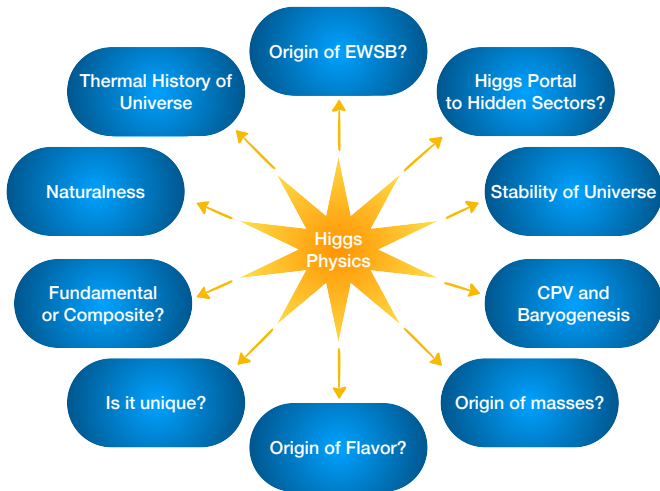 Origin of EWSB?
Thermal History of
Universe
Higgs Portal
to Hidden Sectors?
Naturalness
Stability of Universe
Higgs
Physics
Fundamental
or Composite?
CPV and
Baryogenesis
Is it unique?
Origin of masses?
Origin of Flavor?